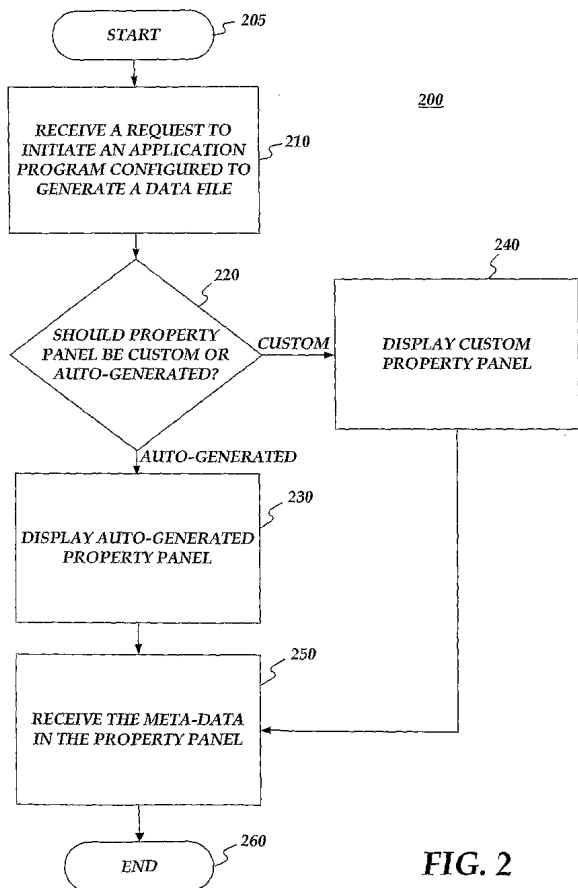 START
205
200
RECEIVE A REQUEST TO
INITIATE AN APPLICATION
PROGRAM CONFIGURED TO
GENERATE A DATA FILE
210
220
SHOULD PROPERTY
PANEL BE CUSTOM OR
AUTO-GENERATED?
CUSTOM
240
DISPLAY CUSTOM
PROPERTY PANEL
AUTO-GENERATED
230
DISPLAY AUTO-GENERATED
PROPERTY PANEL
250
RECEIVE THE META-DATA
IN THE PROPERTY PANEL
END
260
FIG. 2